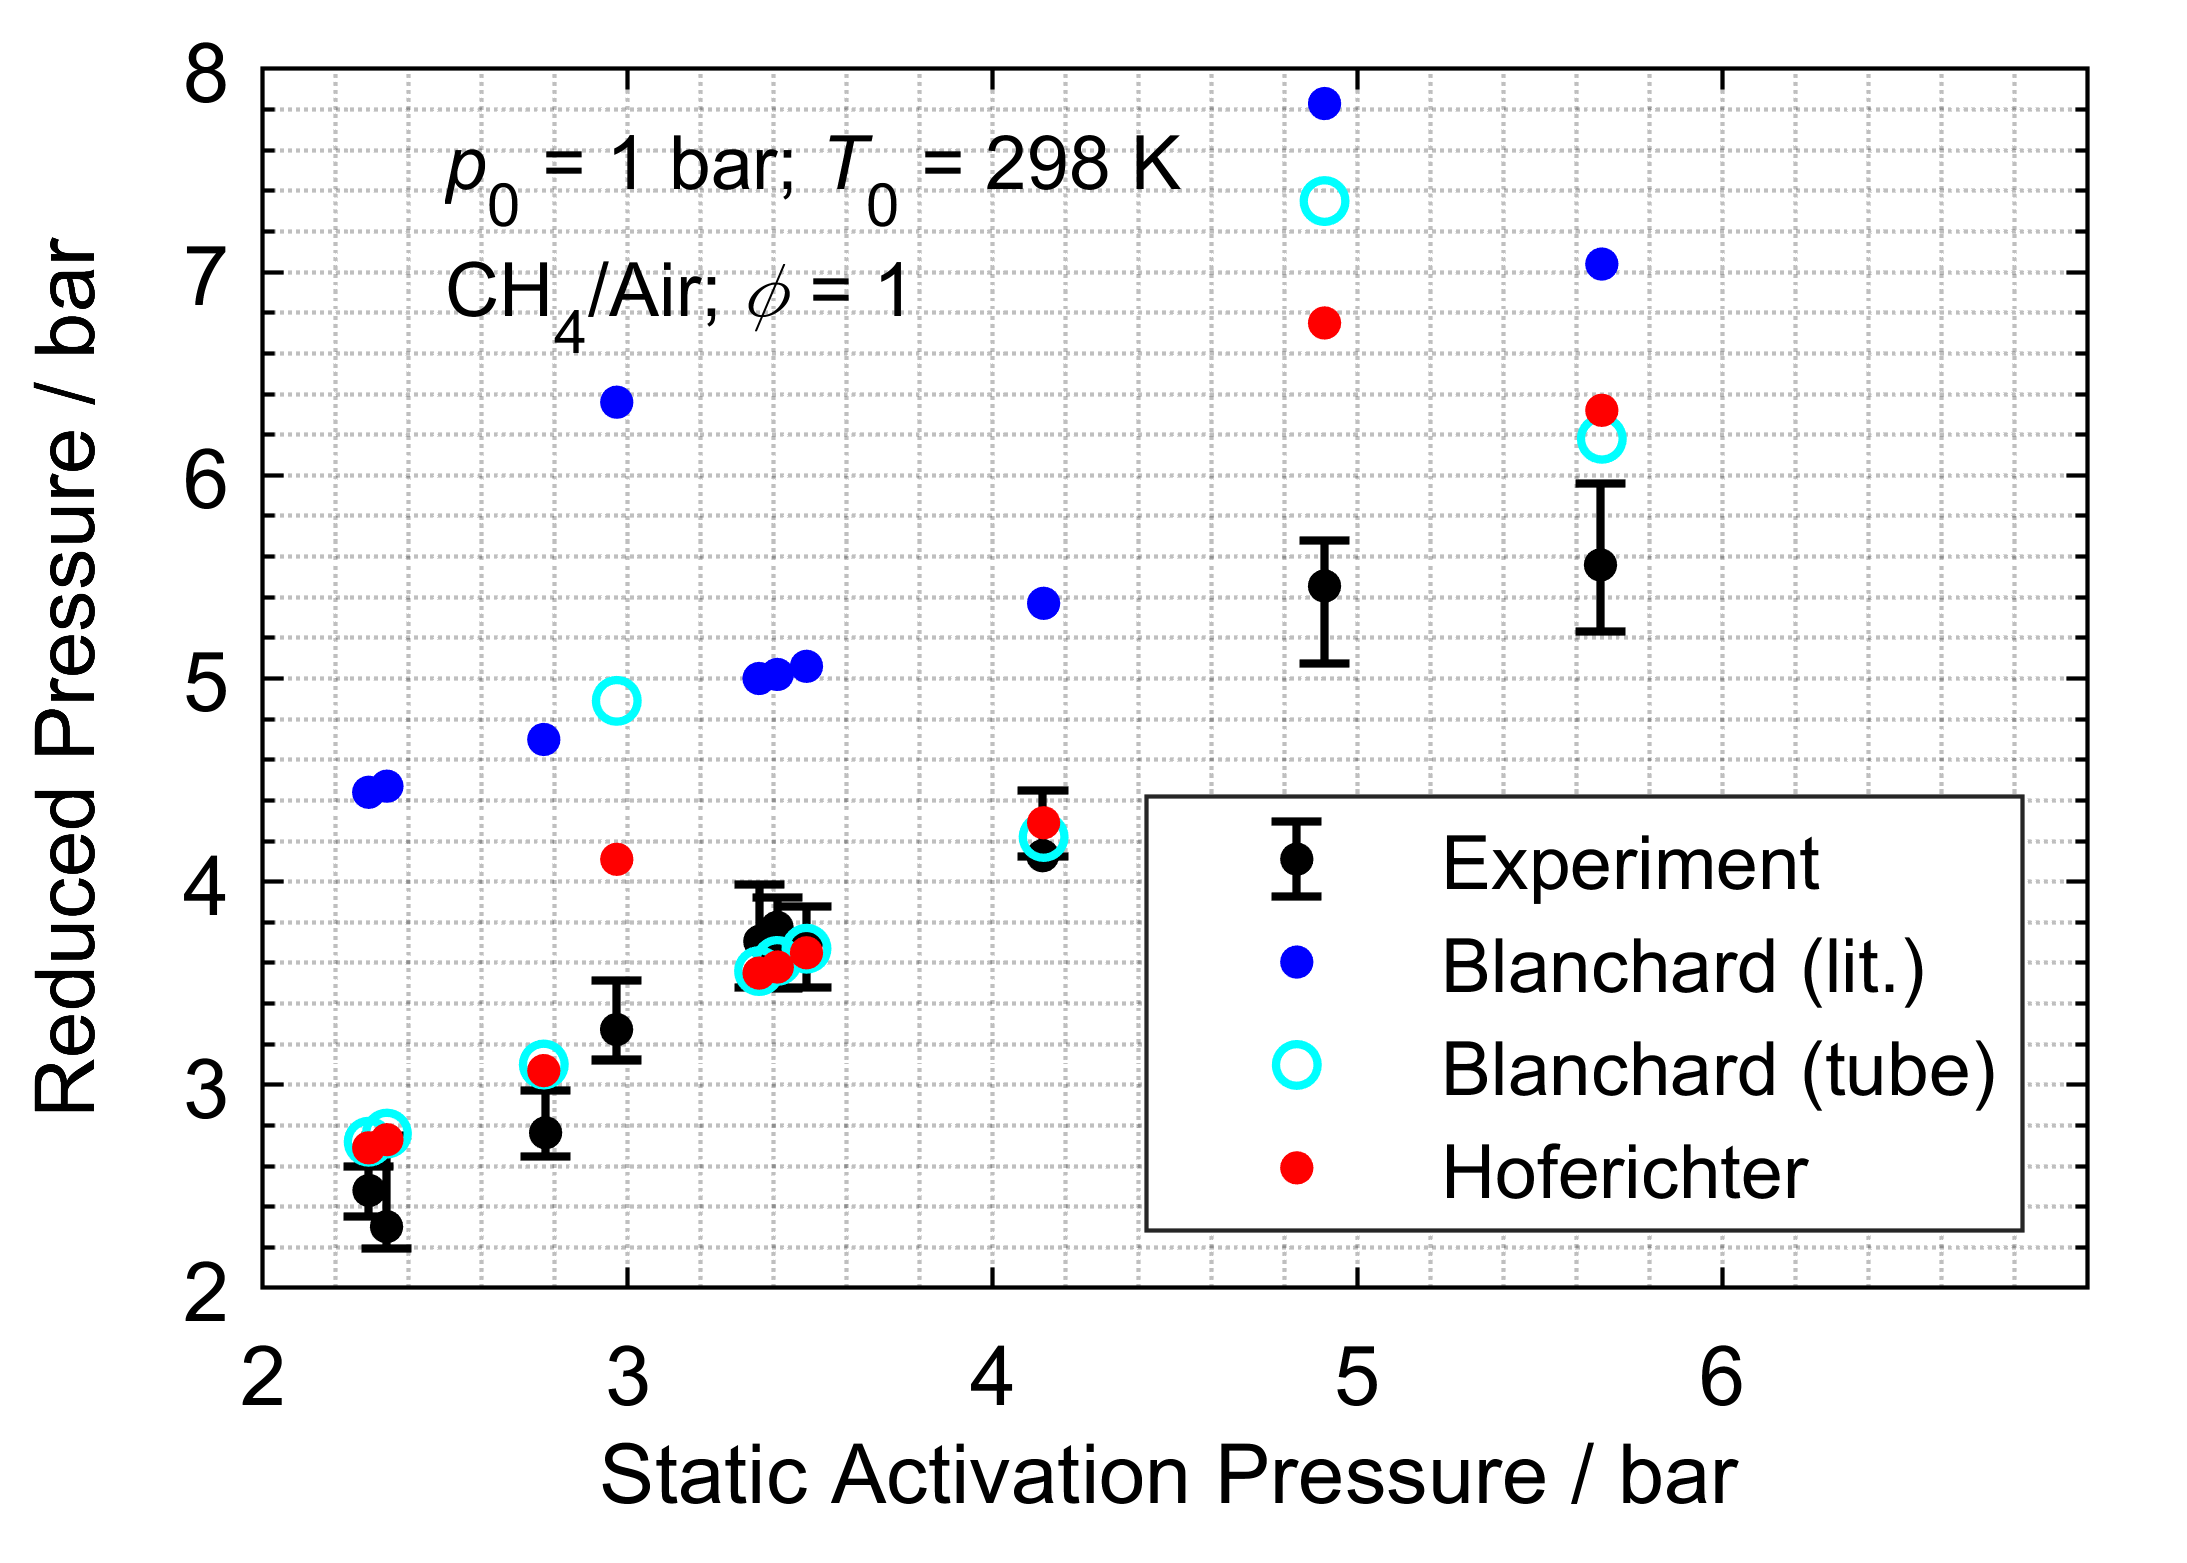 8
7
6
5
4
3
2
2 3 4 5 6
Reduced Pressure / bar
Static Activation Pressure / bar
p0 = 1 bar; T0 = 298 K
CH4/Air; ϕ = 1
Experiment
Blanchard (lit.)
Blanchard (tube)
Hoferichter